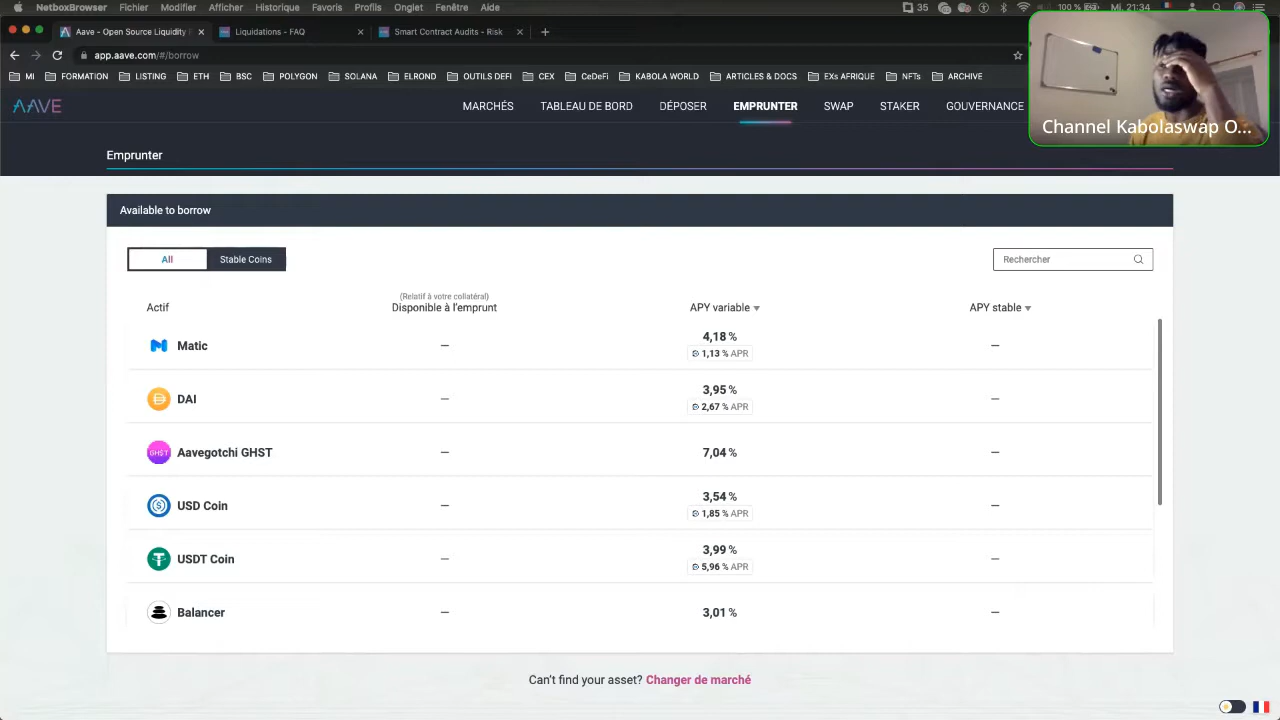 NetboxBrowser Fichier Modifier Afficher Historique Favoris Profils Onglet Fenêtre Aide 35 100 % Mi. 21:34
Aave - Open Source Liquidity Liquidations - FAQ Smart Contract Audits - Risk
app.aave.com/#/borrow
MI FORMATION LISTING ETH BSC POLYGON SOLANA ELROND OUTILS DEFI CEX CeDeFi KABOLA WORLD ARTICLES & DOCS EXs AFRIQUE NFTs ARCHIVE
AAVE MARCHÉS TABLEAU DE BORD DÉPOSER EMPRUNTER SWAP STAKER GOUVERNANCE
Channel Kabolaswap O...
Emprunter
Available to borrow
All Stable Coins Rechercher
(Relatif à votre collatéral)
Actif Disponible à l'emprunt APY variable APY stable
Matic — 4,18 % —
1,13 % APR
DAI — 3,95 % —
2,67 % APR
GHST Aavegotchi GHST — 7,04 % —
USD Coin — 3,54 % —
1,85 % APR
USDT Coin — 3,99 % —
5,96 % APR
Balancer — 3,01 % —
Can't find your asset? Changer de marché